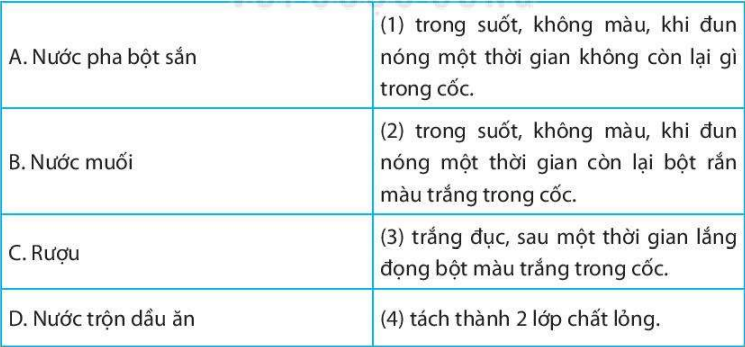 A. Nước pha bột sắn
(1) trong suốt, không màu, khi đun
nóng một thời gian không còn lại gì
trong cốc.
B. Nước muối
(2) trong suốt, không màu, khi đun
nóng một thời gian còn lại bột rắn
màu trắng trong cốc.
C. Rượu
(3) trắng đục, sau một thời gian lắng
đọng bột màu trắng trong cốc.
D. Nước trộn dầu ăn
(4) tách thành 2 lớp chất lỏng.